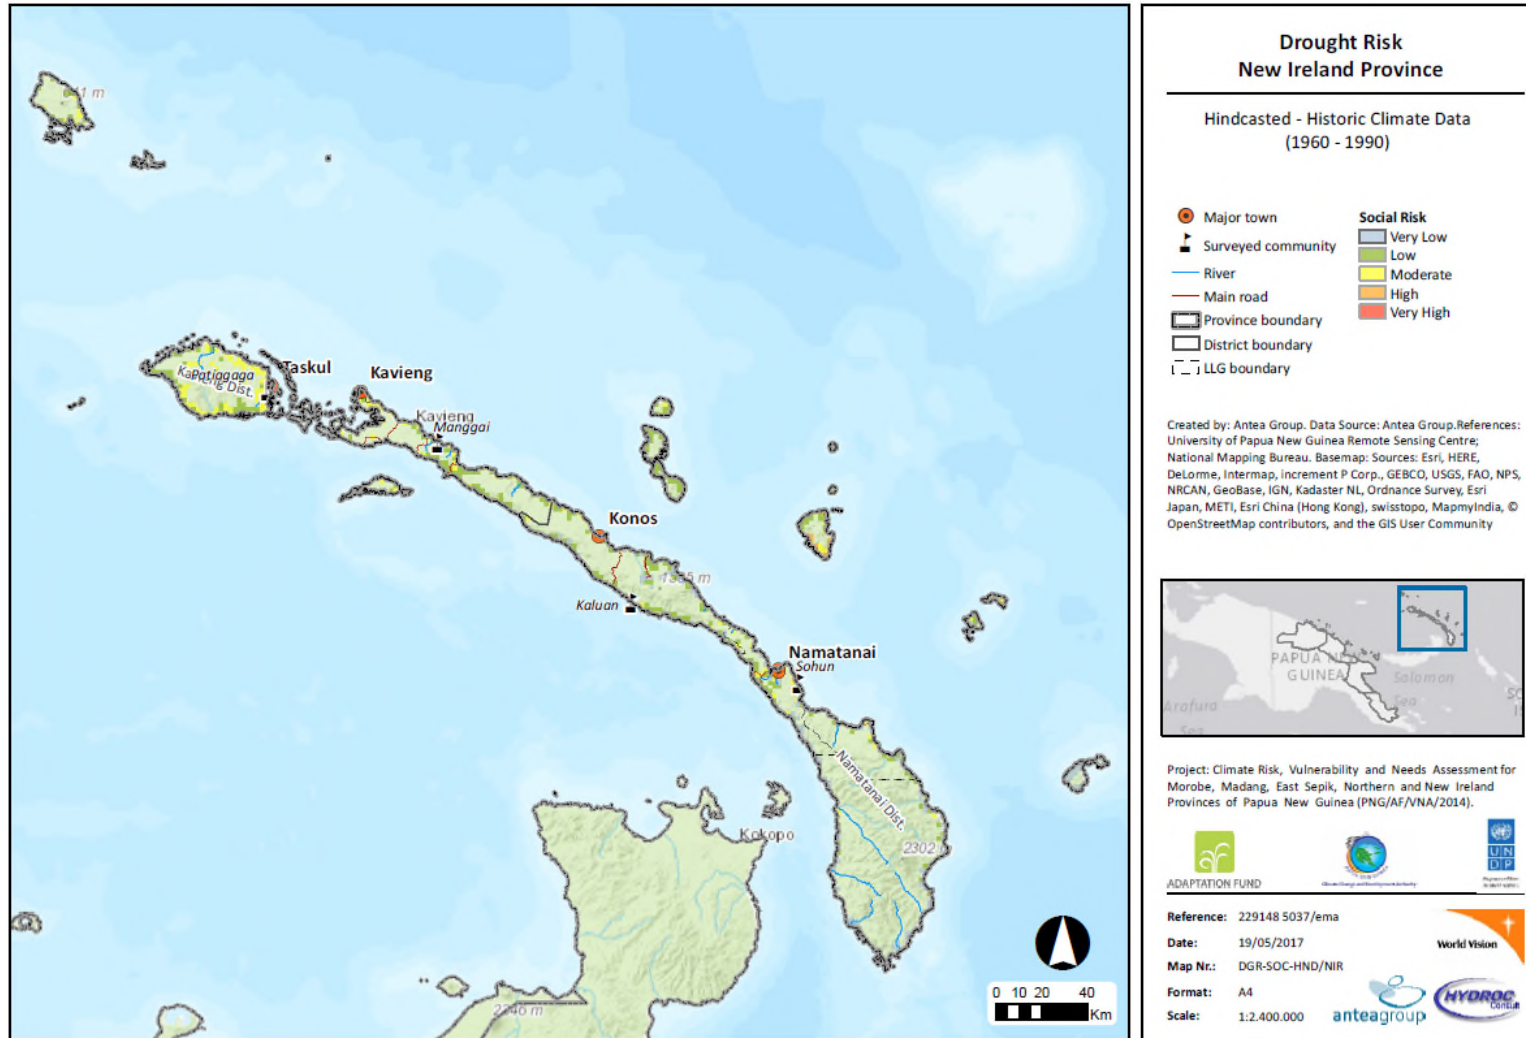 Drought Risk
New Ireland Province
Hindcasted - Historic Climate Data
(1960 - 1990)
Major town
Surveyed community
River
Main road
Province boundary
District boundary
LLG boundary
Social Risk
Very Low
Low
Moderate
High
Very High
Created by: Antea Group. Data Source: Antea Group.References:
University of Papua New Guinea Remote Sensing Centre;
National Mapping Bureau. Basemap: Sources: Esri, HERE,
DeLorme, Intermap, increment P Corp., GEBCO, USGS, FAO, NPS,
NRCAN, GeoBase, IGN, Kadaster NL, Ordnance Survey, Esri
Japan, METI, Esri China (Hong Kong), swisstopo, MapmyIndia, ©
OpenStreetMap contributors, and the GIS User Community
PAPUA NEW
GUINEA
Solomon
Sea
Arafura
Sea
Project: Climate Risk, Vulnerability and Needs Assessment for
Morobe, Madang, East Sepik, Northern and New Ireland
Provinces of Papua New Guinea (PNG/AF/VNA/2014).
ADAPTATION FUND
UN
DP
Reference: 229148 5037/ema
Date: 19/05/2017
Map Nr.: DGR-SOC-HND/NIR
Format: A4
Scale: 1:2.400.000
World Vision
anteagroup
HYDROC
Consult
Taskul
Patiagaga
Dist.
Kavieng
Kavieng
Manggai
Konos
Kaluan
Namatanai
Sohun
Namatanai Dist.
2302 m
Kokopo
2346 m
0 10 20 40
Km